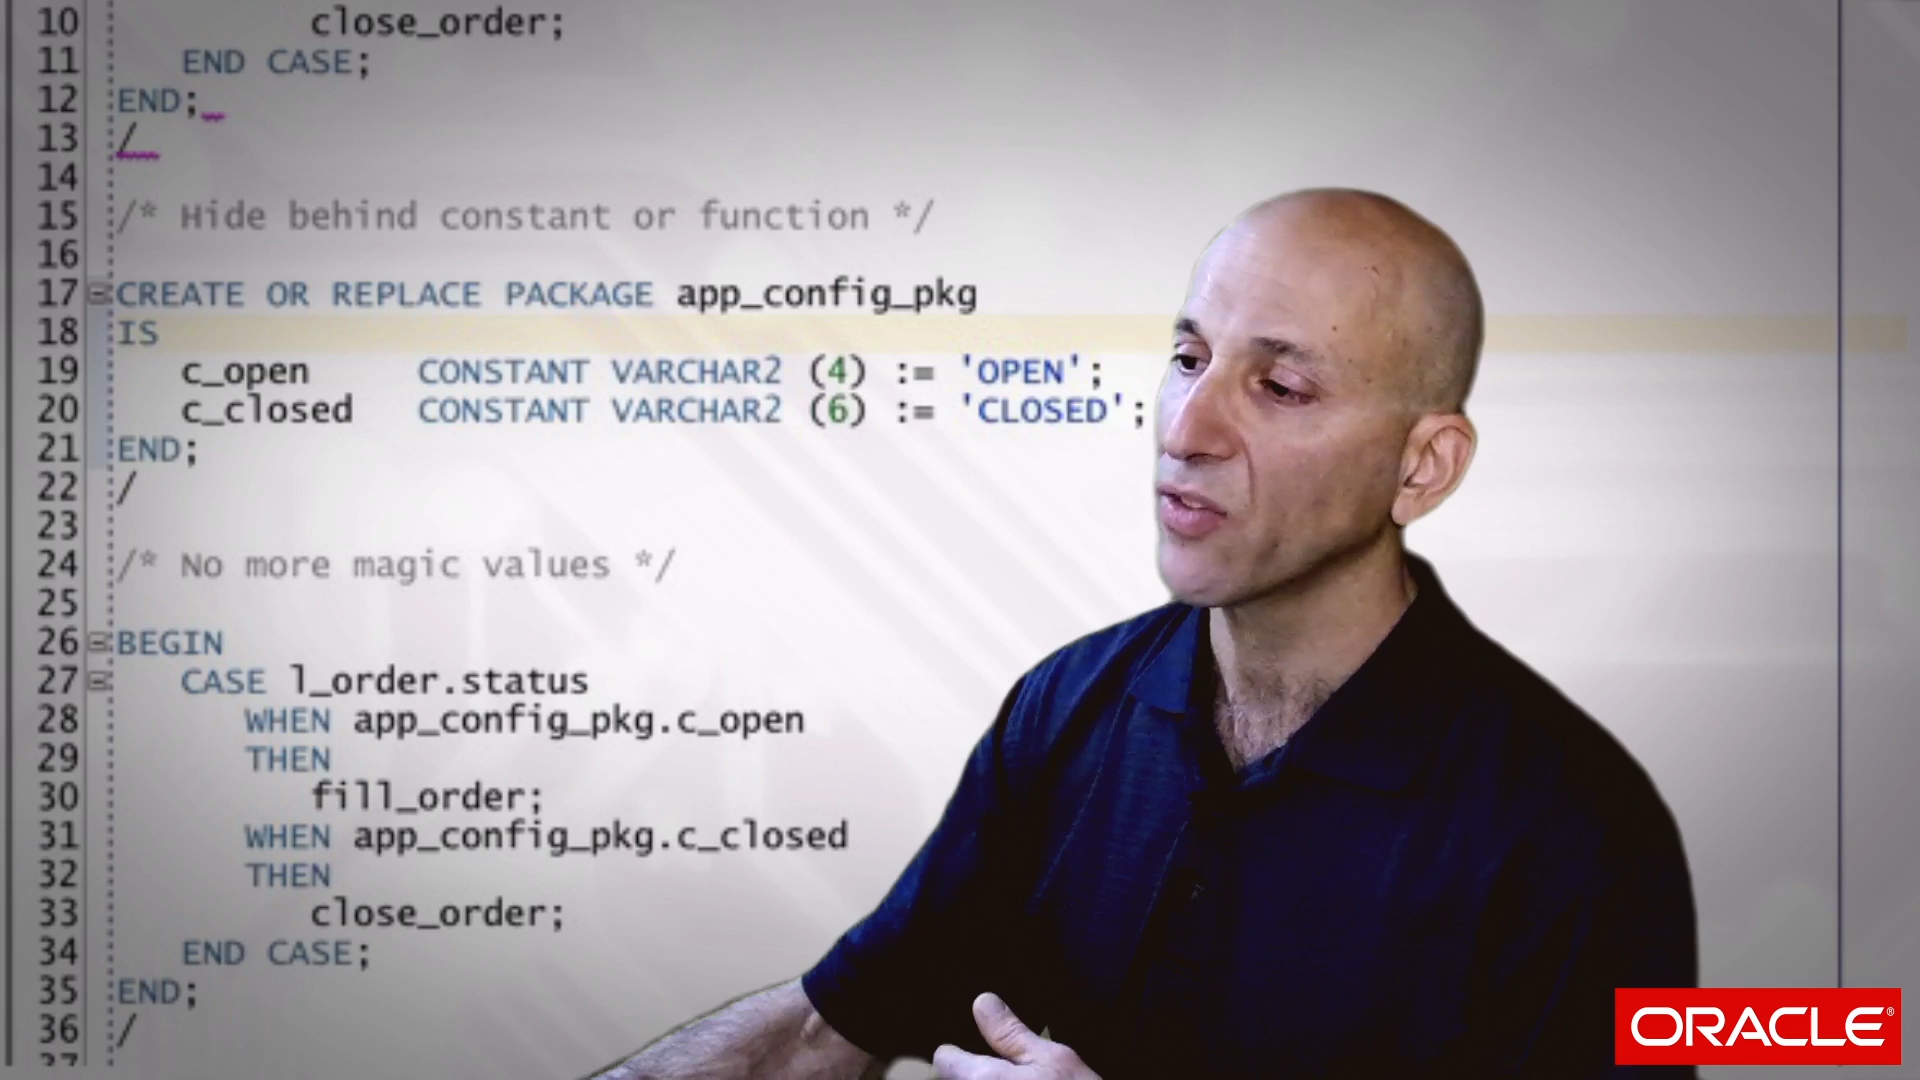 10 close_order;
11 END CASE;
12 END;
13 /
14
15 /* Hide behind constant or function */
16
17 CREATE OR REPLACE PACKAGE app_config_pkg
18 IS
19 c_open CONSTANT VARCHAR2 (4) := 'OPEN';
20 c_closed CONSTANT VARCHAR2 (6) := 'CLOSED';
21 END;
22 /
23
24 /* No more magic values */
25
26 BEGIN
27 CASE l_order.status
28 WHEN app_config_pkg.c_open
29 THEN
30 fill_order;
31 WHEN app_config_pkg.c_closed
32 THEN
33 close_order;
34 END CASE;
35 END;
36 /
37
ORACLE®